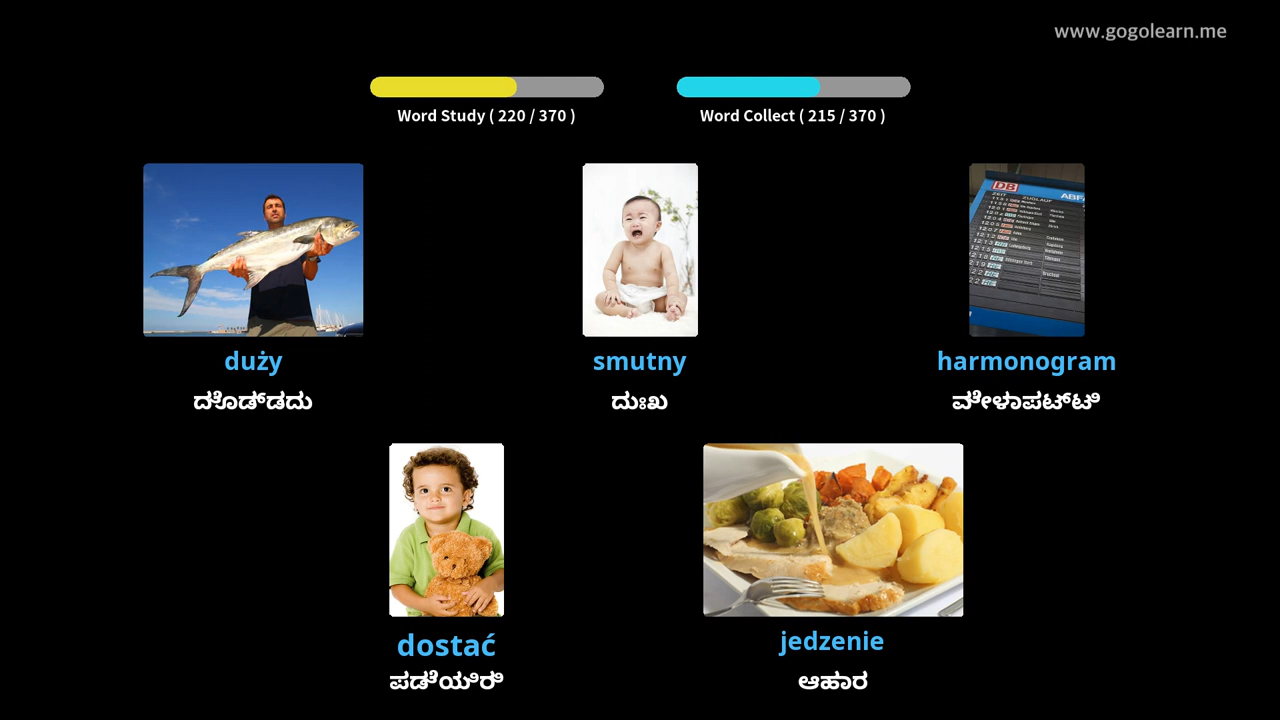 www.gogolearn.me
Word Study ( 220 / 370 )
Word Collect ( 215 / 370 )
duży
smutny
harmonogram
ದೊಡ್ಡದು
ದುಃಖ
ವೇಳಾಪಟ್ಟಿ
dostać
jedzenie
ಪಡೆಯಿರಿ
ಆಹಾರ